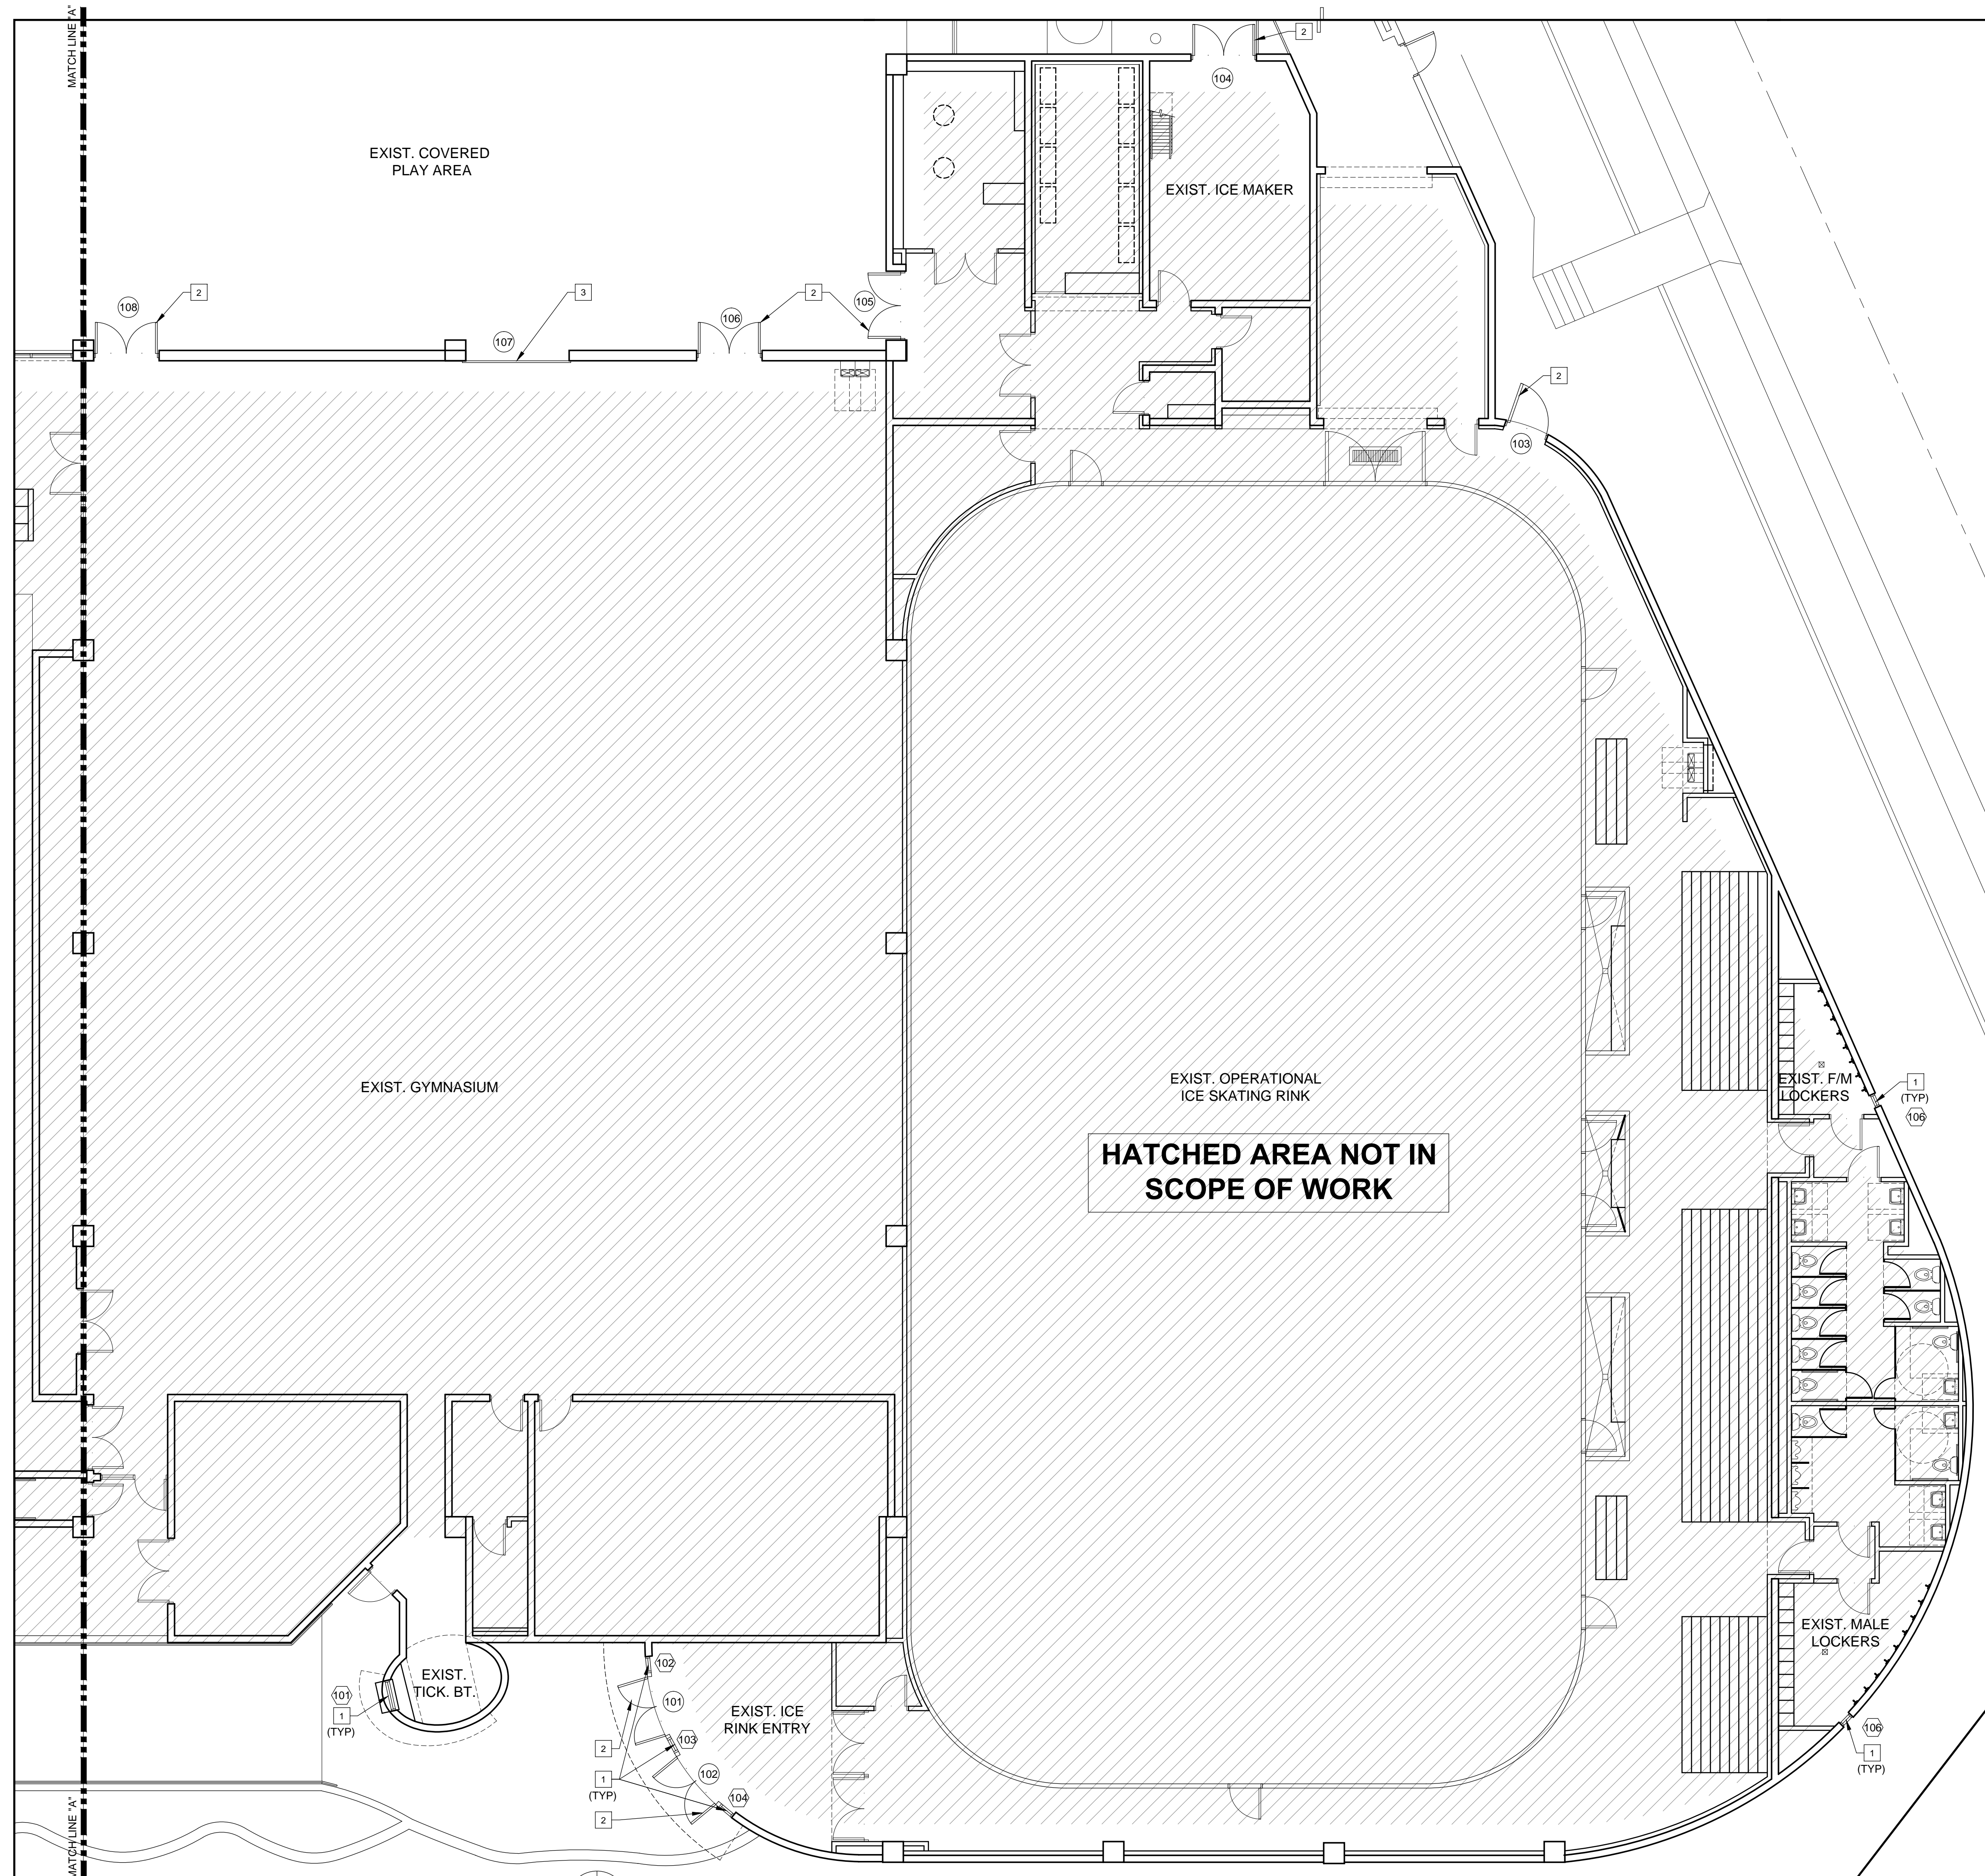 MATCH LINE "A"
2
104
EXIST. COVERED
PLAY AREA
EXIST. ICE MAKER
108
2
3
107
106
2
105
2
103
EXIST. GYMNASIUM
EXIST. OPERATIONAL
ICE SKATING RINK
HATCHED AREA NOT IN
SCOPE OF WORK
EXIST. F/M
LOCKERS
1
(TYP)
106
EXIST. MALE
LOCKERS
106
1
(TYP)
EXIST.
TICK. BT.
101
1
(TYP)
102
101
EXIST. ICE
RINK ENTRY
103
2
1
(TYP)
102
104
2
MATCH LINE "A"